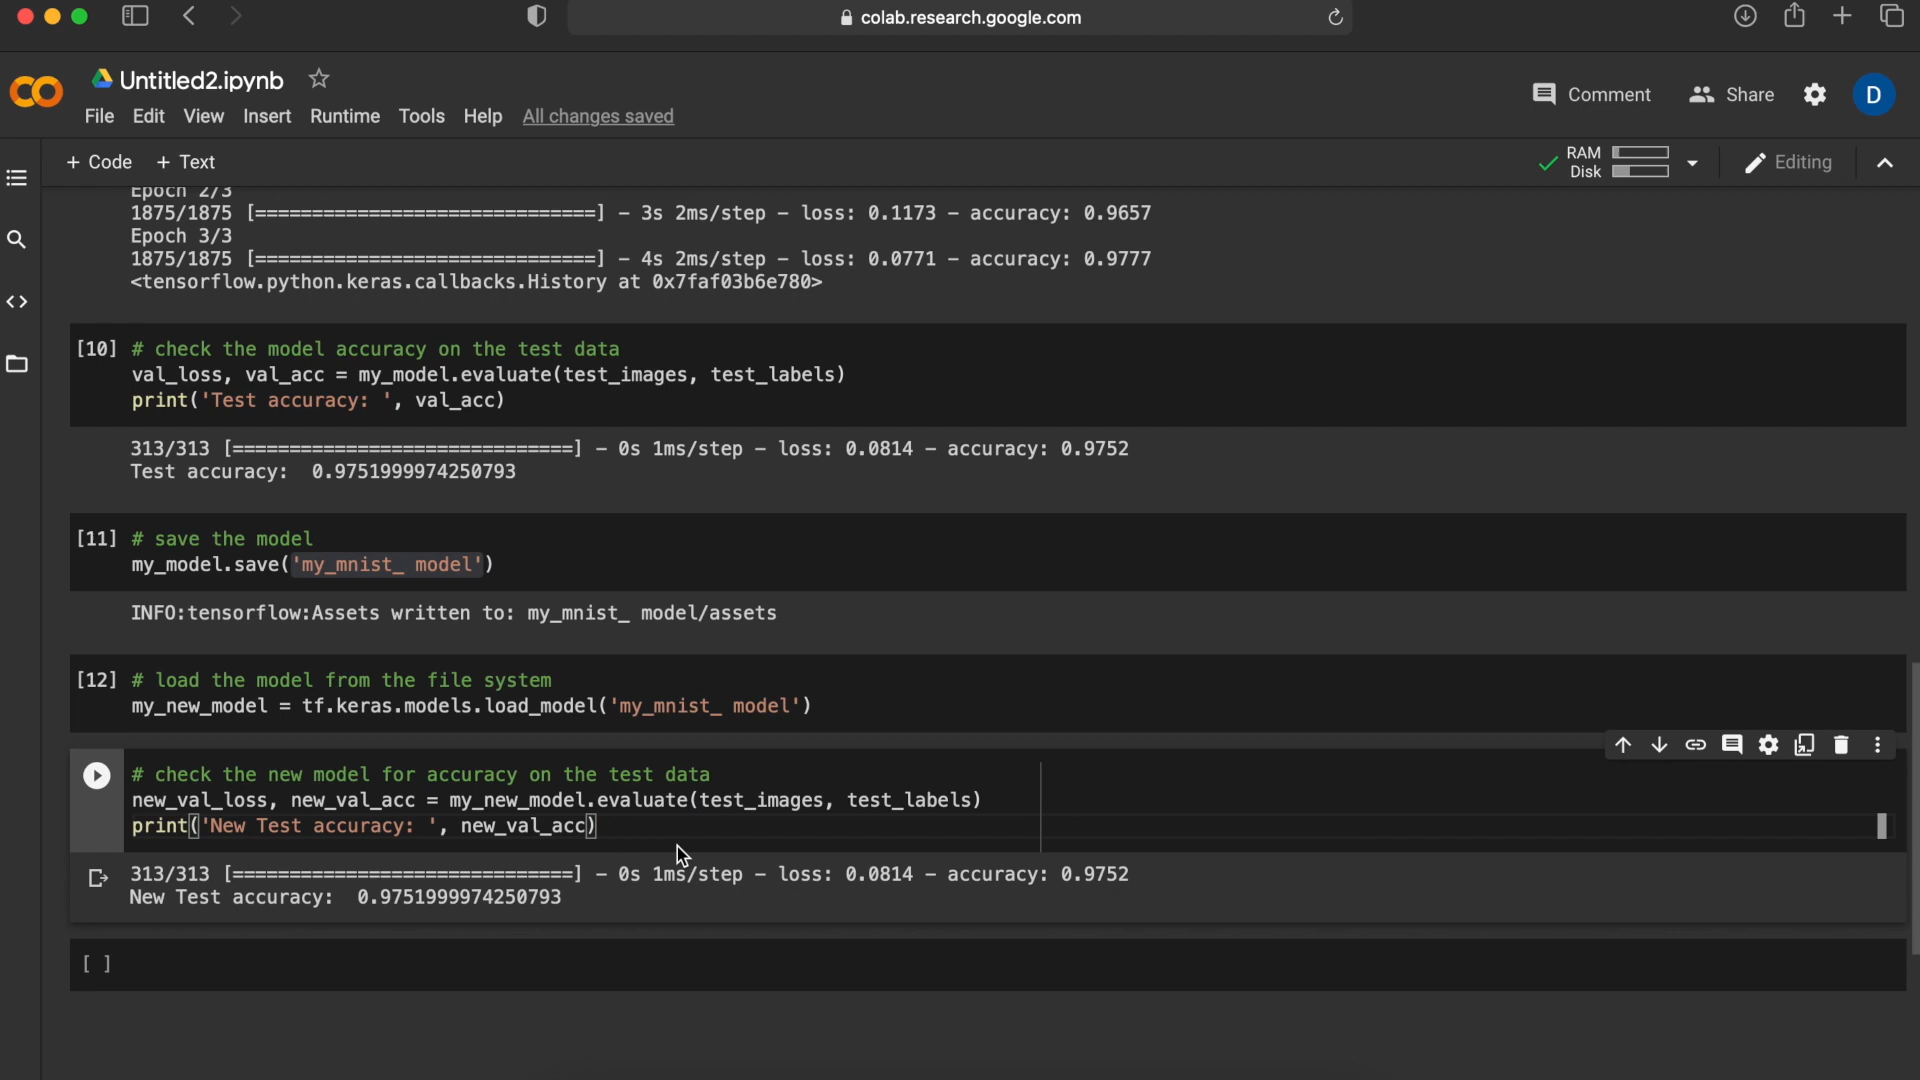 colab.research.google.com
Untitled2.ipynb
File Edit View Insert Runtime Tools Help All changes saved
Comment Share D
+ Code + Text
RAM
Disk
Editing
Epoch 2/3
1875/1875 [==============================] - 3s 2ms/step - loss: 0.1173 - accuracy: 0.9657
Epoch 3/3
1875/1875 [==============================] - 4s 2ms/step - loss: 0.0771 - accuracy: 0.9777
<tensorflow.python.keras.callbacks.History at 0x7faf03b6e780>
[10] # check the model accuracy on the test data
val_loss, val_acc = my_model.evaluate(test_images, test_labels)
print('Test accuracy: ', val_acc)
313/313 [==============================] - 0s 1ms/step - loss: 0.0814 - accuracy: 0.9752
Test accuracy:  0.9751999974250793
[11] # save the model
my_model.save('my_mnist_ model')
INFO:tensorflow:Assets written to: my_mnist_ model/assets
[12] # load the model from the file system
my_new_model = tf.keras.models.load_model('my_mnist_ model')
# check the new model for accuracy on the test data
new_val_loss, new_val_acc = my_new_model.evaluate(test_images, test_labels)
print('New Test accuracy: ', new_val_acc)
313/313 [==============================] - 0s 1ms/step - loss: 0.0814 - accuracy: 0.9752
New Test accuracy:  0.9751999974250793
[ ]